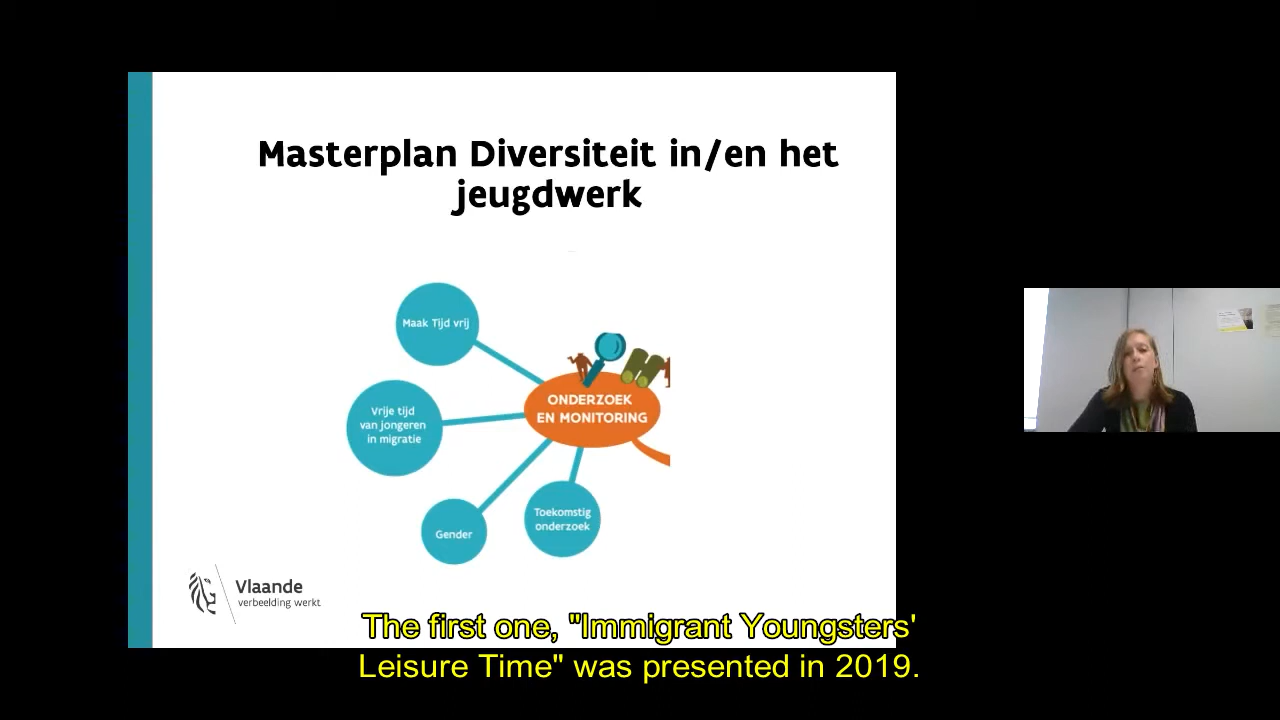 Masterplan Diversiteit in/en het
jeugdwerk
Maak Tijd vrij
Vrije tijd
van jongeren
in migratie
ONDERZOEK
EN MONITORING
Gender
Toekomstig
onderzoek
Vlaande
verbeelding werkt
The first one, "Immigrant Youngsters'
Leisure Time" was presented in 2019.